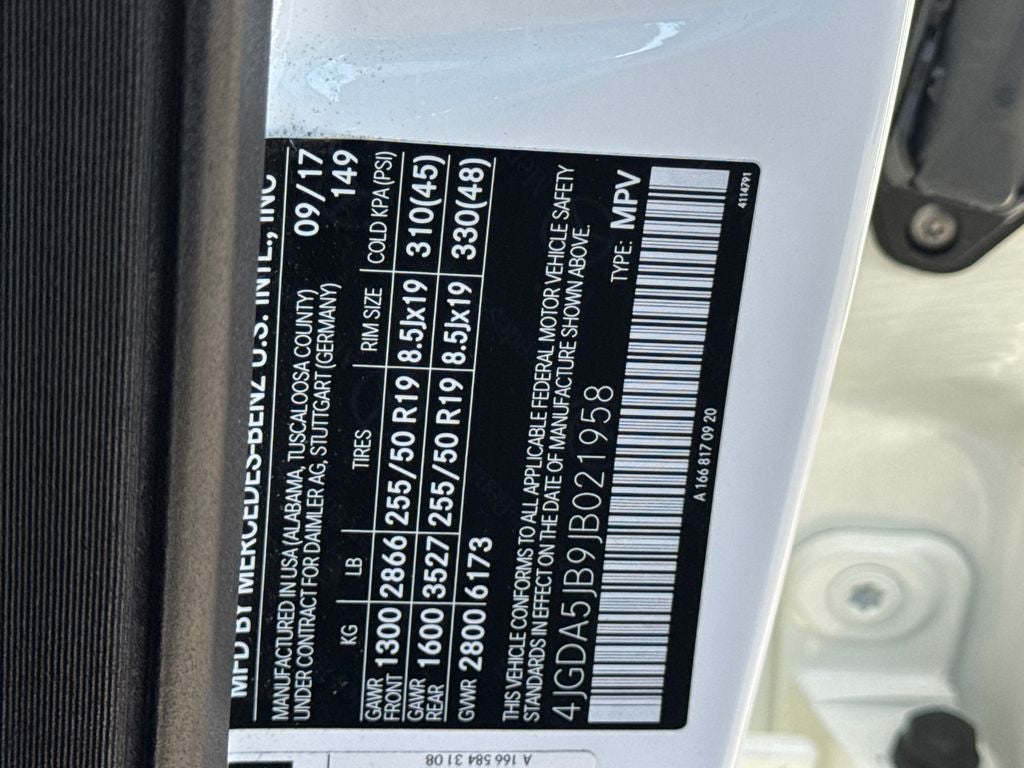 MFD BY MERCEDES-BENZ U.S. INTL., INC
MANUFACTURED IN USA (ALABAMA, TUSCALOOSA COUNTY) 09/17
UNDER CONTRACT FOR DAIMLER AG, STUTTGART (GERMANY) 149
KG LB TIRES RIM SIZE COLD KPA (PSI)
GAWR FRONT 1300 2866 255/50 R19 8.5Jx19 310(45)
GAWR REAR 1600 3527 255/50 R19 8.5Jx19 330(48)
GVWR 2800 6173
THIS VEHICLE CONFORMS TO ALL APPLICABLE FEDERAL MOTOR VEHICLE SAFETY
STANDARDS IN EFFECT ON THE DATE OF MANUFACTURE SHOWN ABOVE.
4JGDA5JB9JB021958 TYPE: MPV
A 166 817 09 20 4114791
A 166 584 31 08